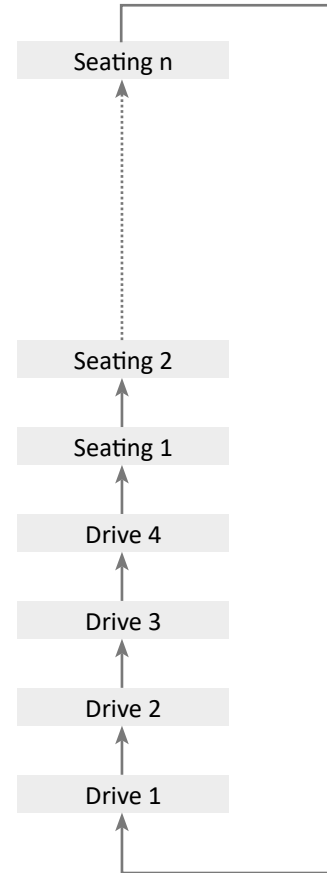 Seating n
Seating 2
Seating 1
Drive 4
Drive 3
Drive 2
Drive 1